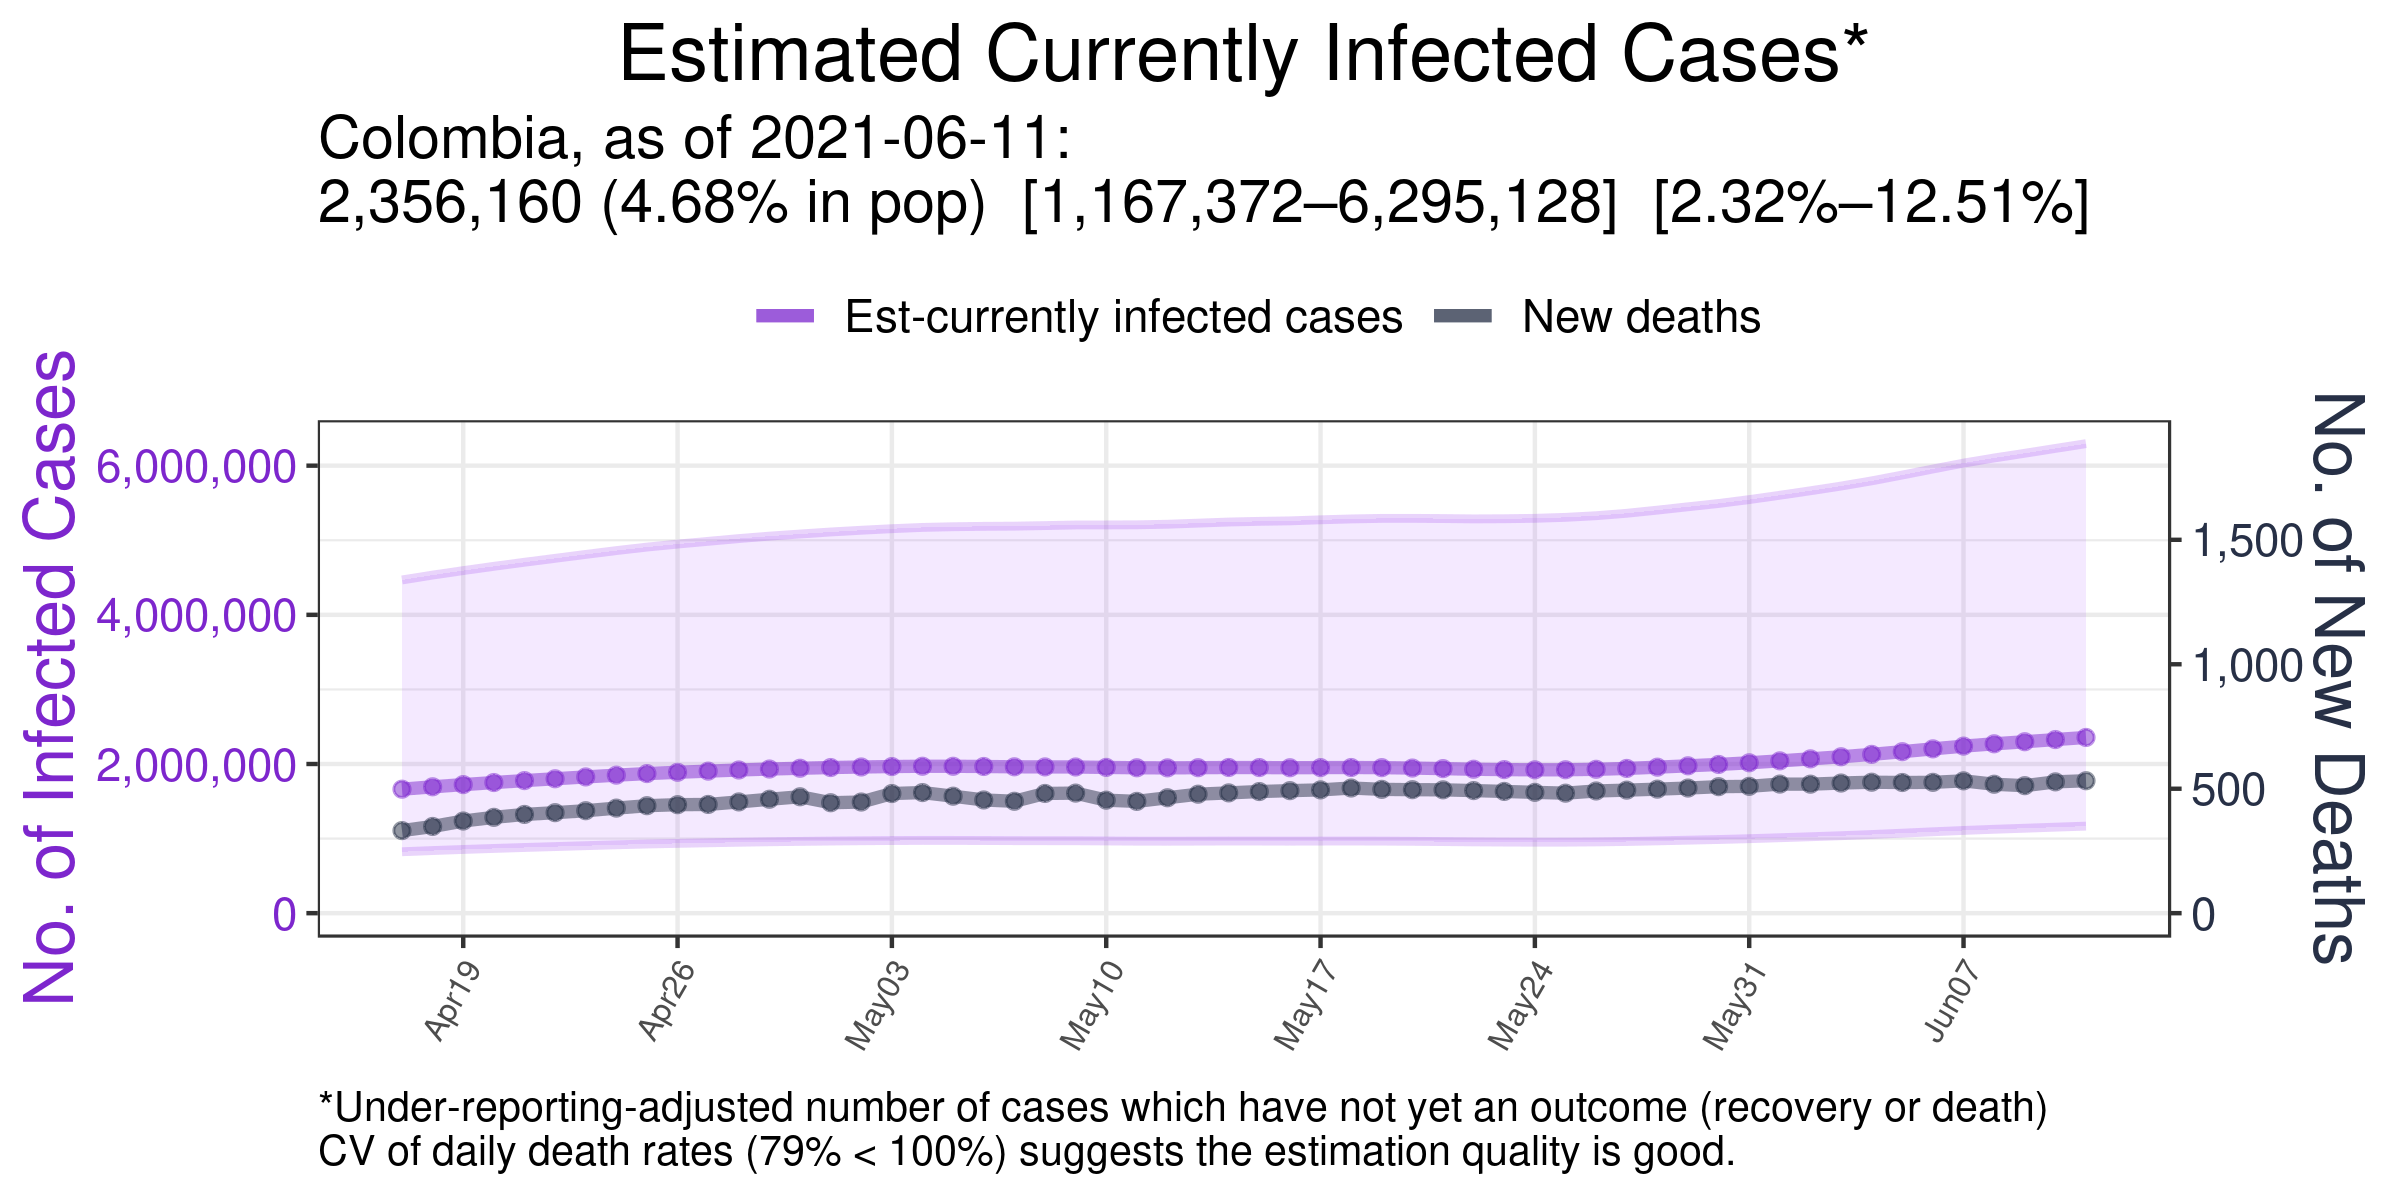 Estimated Currently Infected Cases*
Colombia, as of 2021-06-11:
2,356,160 (4.68% in pop)  [1,167,372–6,295,128]  [2.32%–12.51%]
Est-currently infected cases
New deaths
No. of Infected Cases
6,000,000
4,000,000
2,000,000
0
No. of New Deaths
1,500
1,000
500
0
Apr19
Apr26
May03
May10
May17
May24
May31
Jun07
*Under-reporting-adjusted number of cases which have not yet an outcome (recovery or death)
CV of daily death rates (79% < 100%) suggests the estimation quality is good.